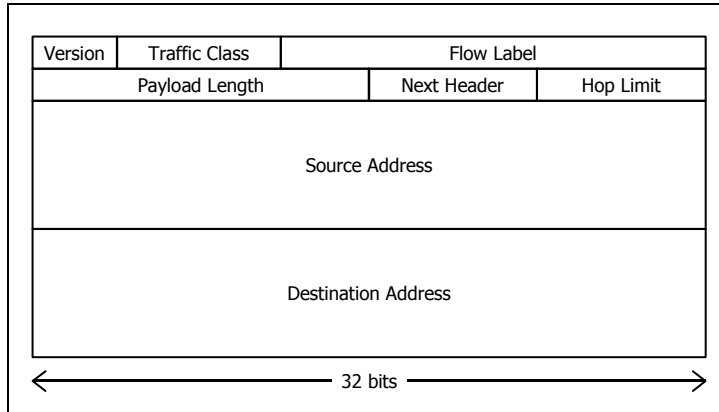 Version Traffic Class Flow Label
Payload Length Next Header Hop Limit
Source Address
Destination Address
32 bits